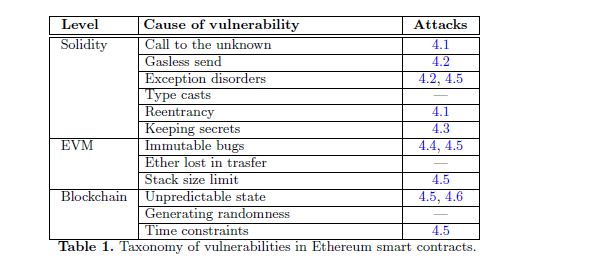 Level Cause of vulnerability Attacks
Solidity Call to the unknown 4.1
Gasless send 4.2
Exception disorders 4.2, 4.5
Type casts —
Reentrancy 4.1
Keeping secrets 4.3
EVM Immutable bugs 4.4, 4.5
Ether lost in trasfer —
Stack size limit 4.5
Blockchain Unpredictable state 4.5, 4.6
Generating randomness —
Time constraints 4.5
Table 1. Taxonomy of vulnerabilities in Ethereum smart contracts.